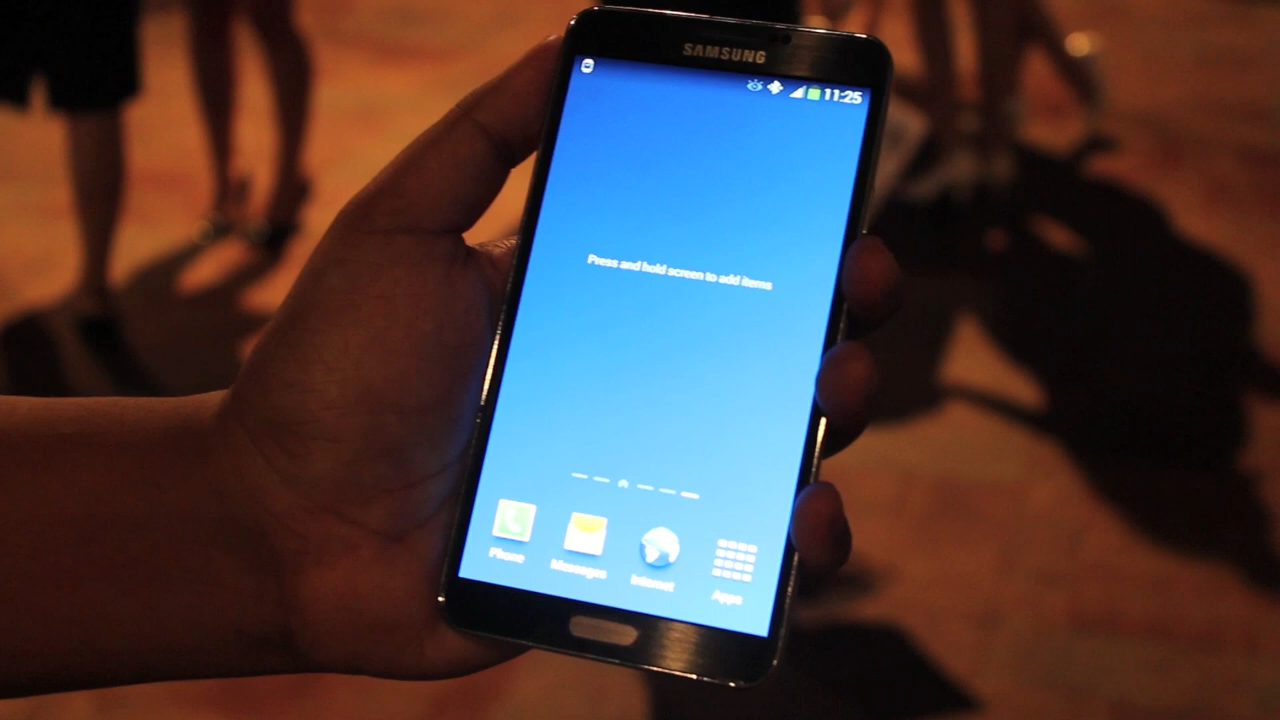 SAMSUNG
11:25
Press and hold screen to add items
Phone
Messages
Internet
Apps